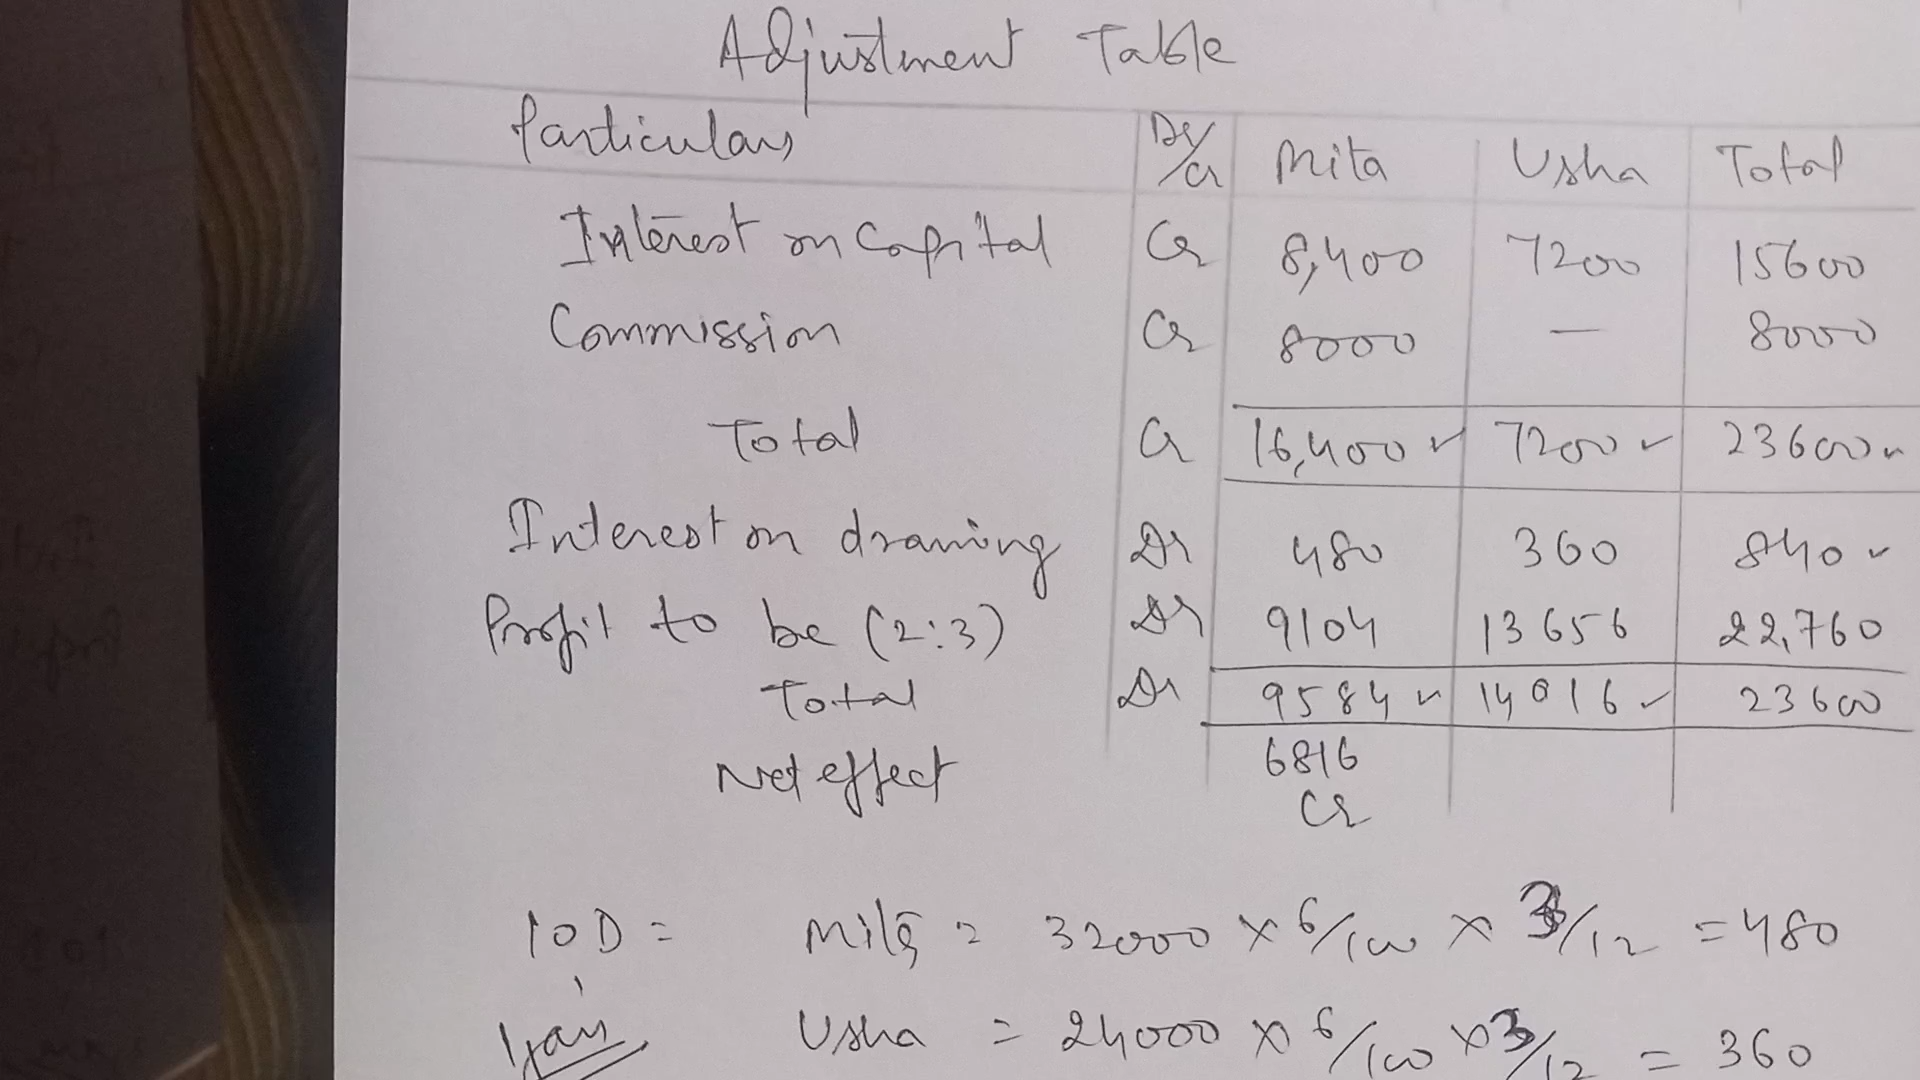 Adjustment Table
Particulars Dr/Cr Mita Usha Total
Interest on Capital Cr 8,400 7200 15600
Commission Cr 8000 — 8000
Total Cr 16,400 ✓ 7200 ✓ 23600 ✓
Interest on drawing Dr 480 360 840 ✓
Profit to be (2:3) Dr 9104 13656 22,760
Total Dr 9584 ✓ 14016 ✓ 23600
Net effect 6816
Cr
IOD = Mita = 32000 × 6/100 × 3/12 = 480
Usha = 24000 × 6/100 × 3/12 = 360